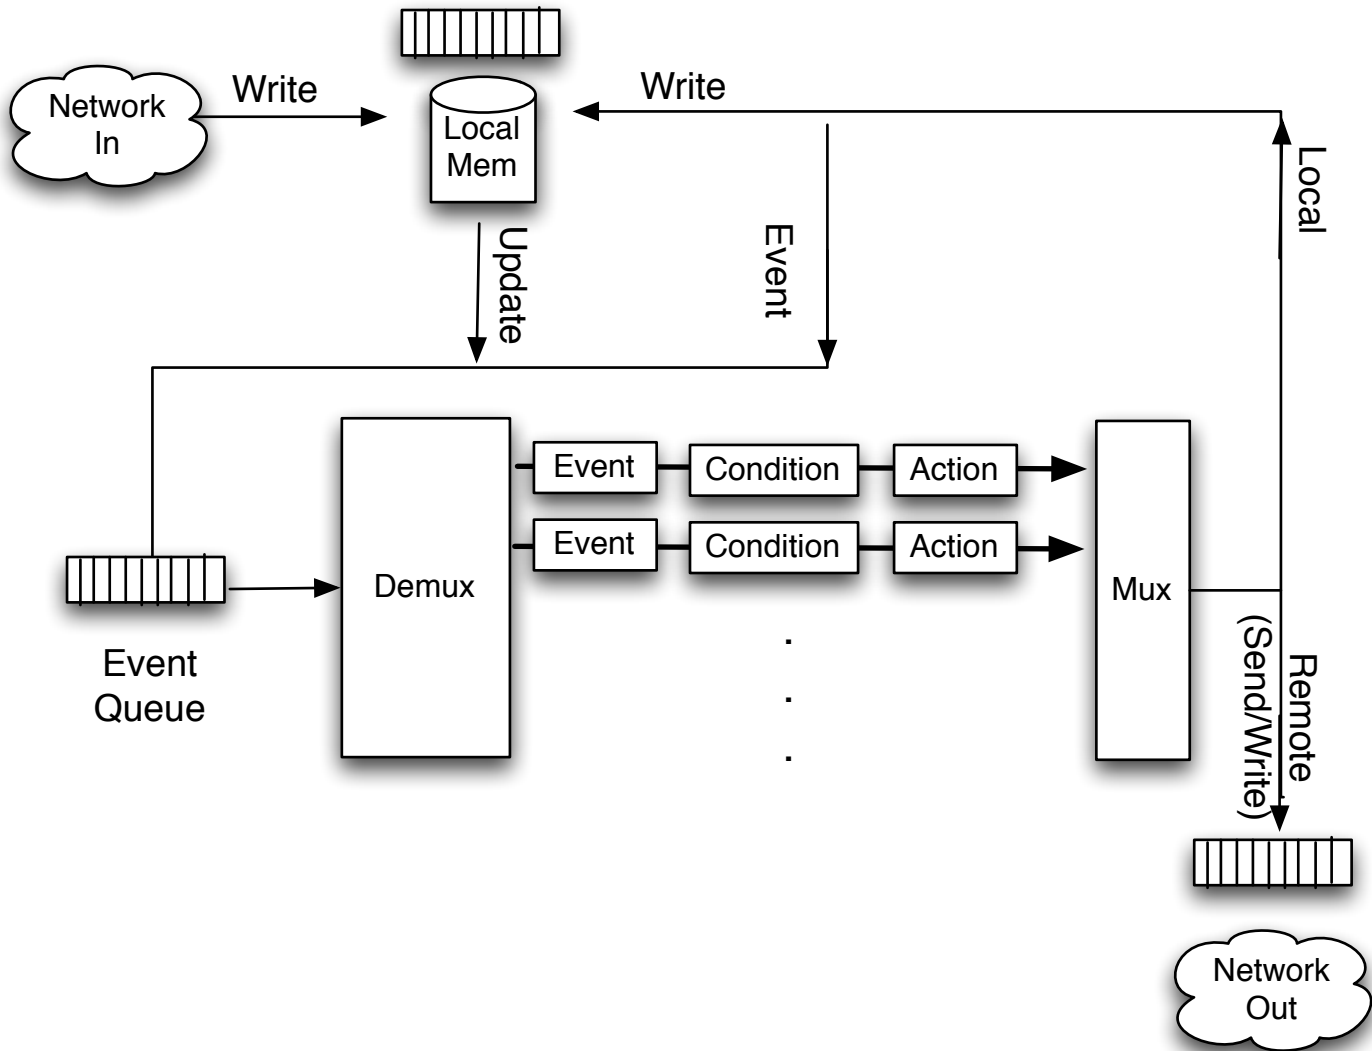 Network
In
Write
Local
Mem
Write
Local
Update
Event
Event
Condition
Action
Event
Condition
Action
Demux
Mux
Event
Queue
Remote
(Send/Write)
Network
Out
.
.
.